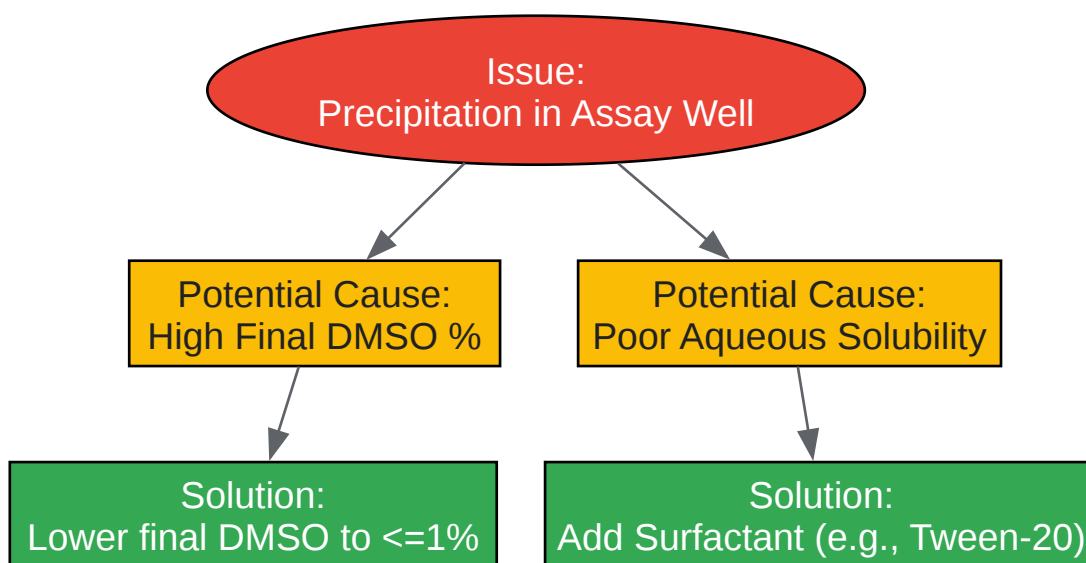 Issue:
Precipitation in Assay Well
Potential Cause:
High Final DMSO %
Potential Cause:
Poor Aqueous Solubility
Solution:
Lower final DMSO to <=1%
Solution:
Add Surfactant (e.g., Tween-20)